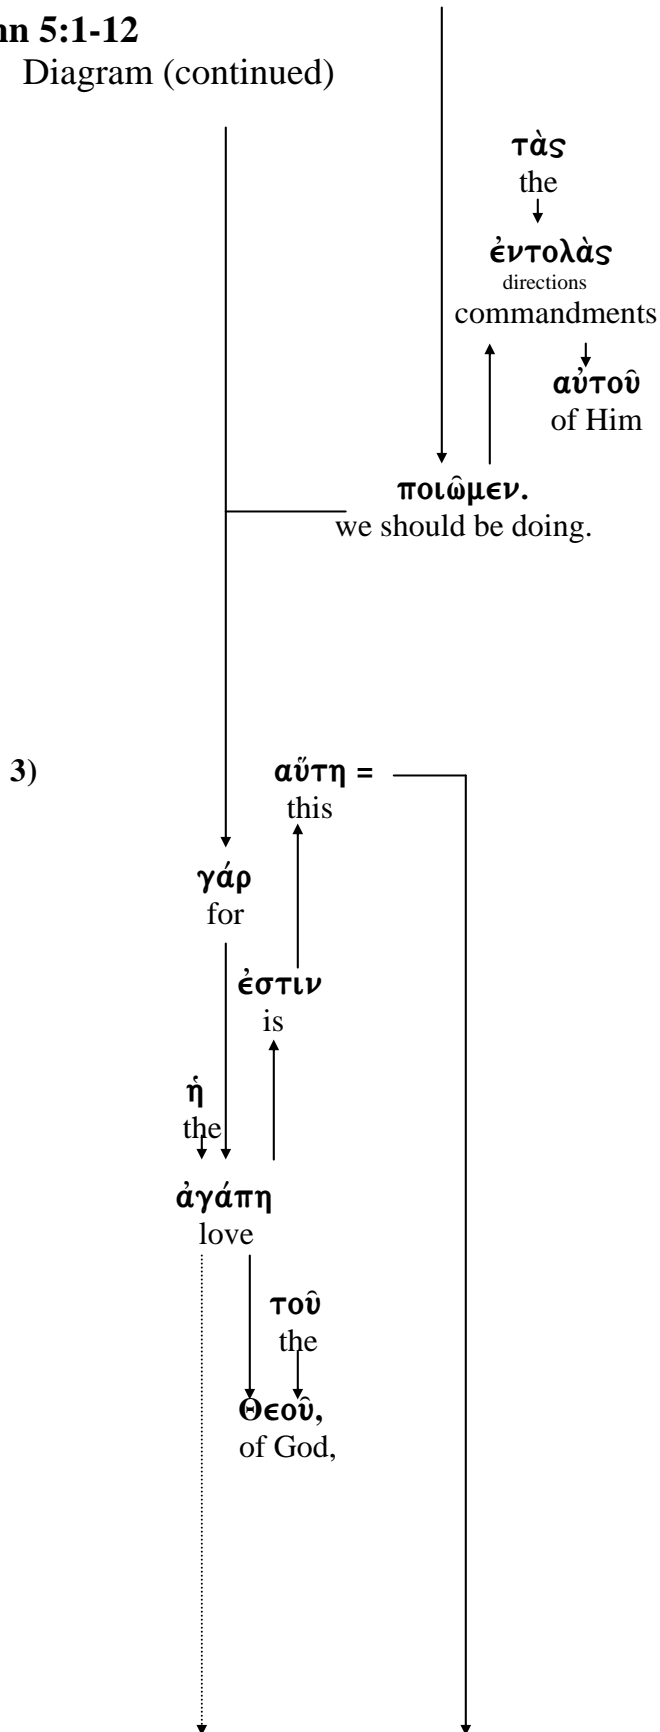 hn 5:1-12
Diagram (continued)
τὰς
the
ἐντολὰς
directions
commandments
αὐτοῦ
of Him
ποιῶμεν.
we should be doing.
3)
αὕτη =
this
γάρ
for
ἐστιν
is
ἡ
the
ἀγάπη
love
τοῦ
the
Θεοῦ,
of God,